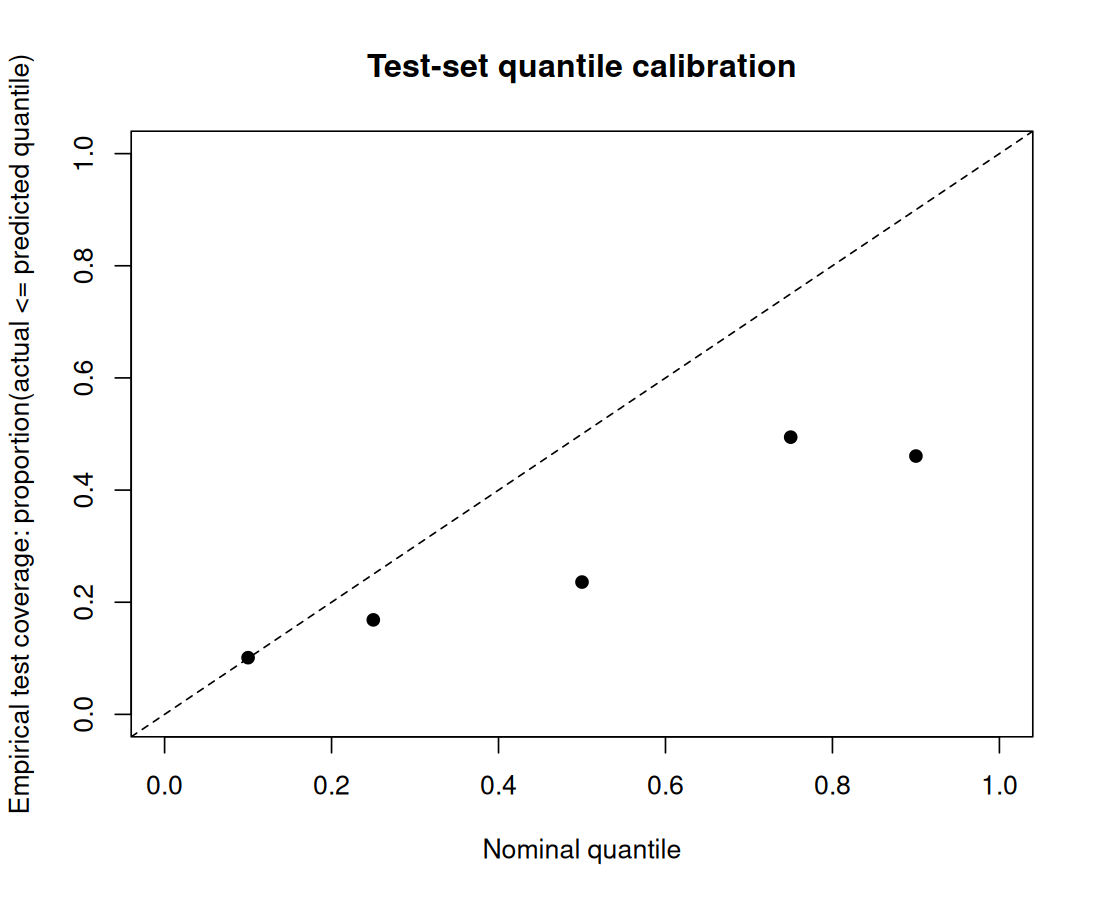 Test-set quantile calibration
Empirical test coverage: proportion(actual <= predicted quantile)
1.0
0.8
0.6
0.4
0.2
0.0
0.0 0.2 0.4 0.6 0.8 1.0
Nominal quantile